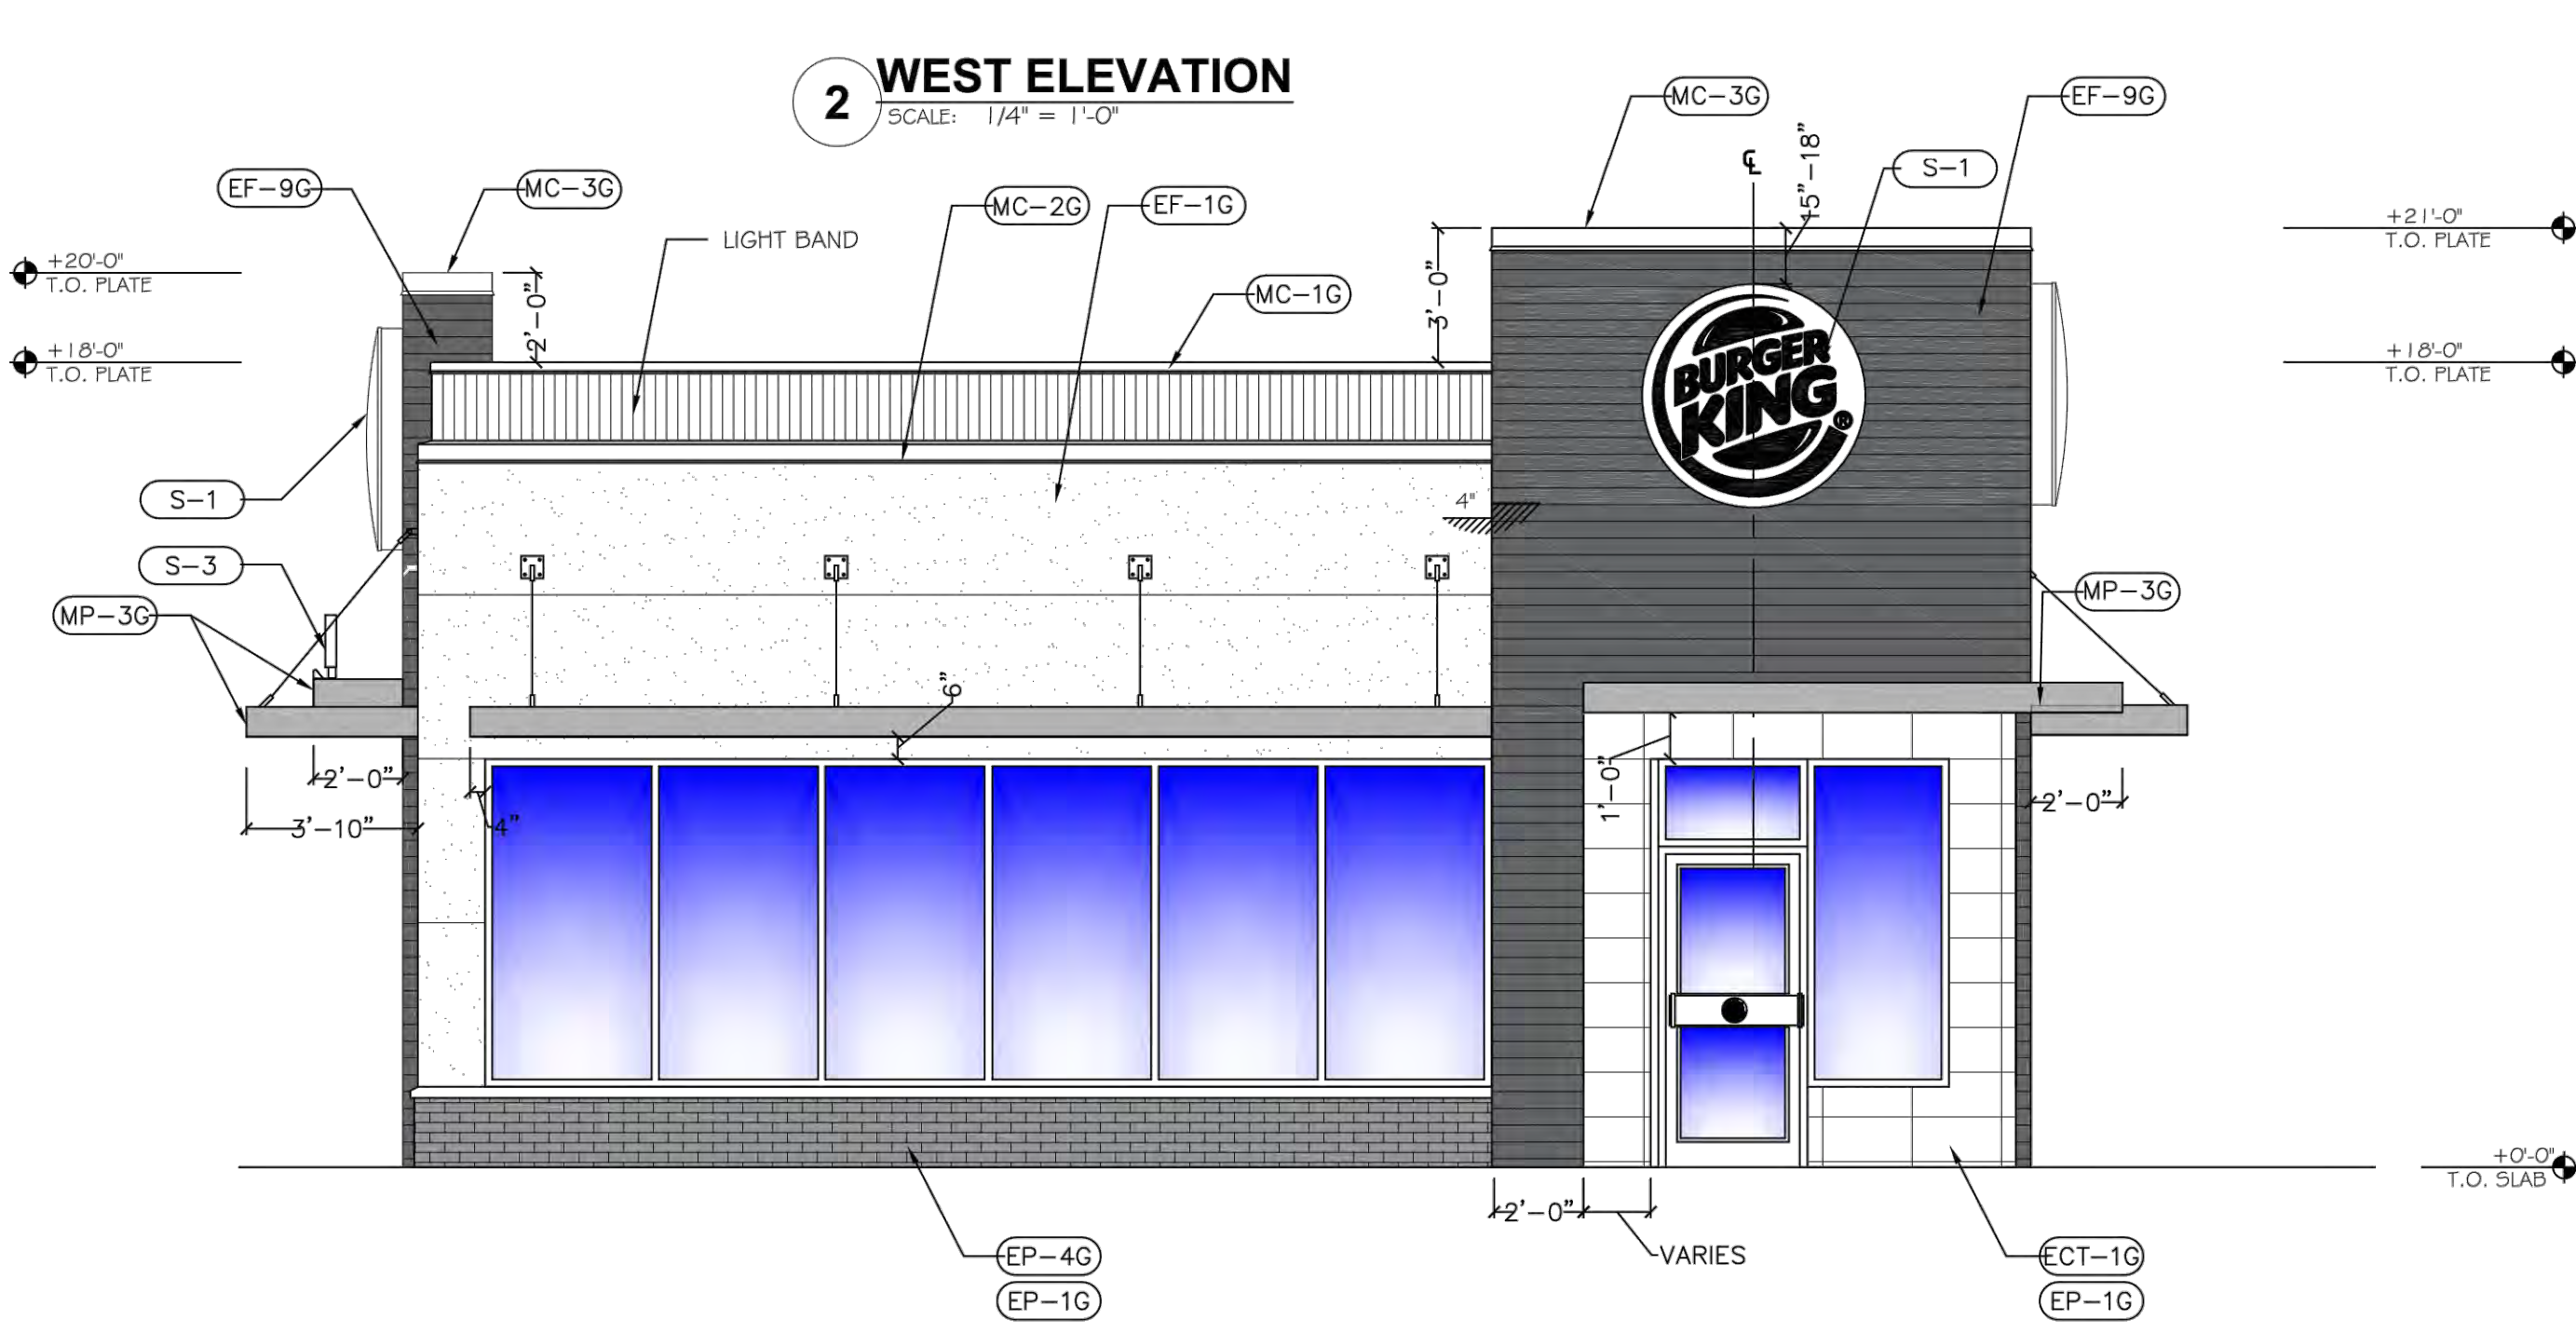 2
WEST ELEVATION
SCALE: 1/4" = 1'-0"
MC-3G
EF-9G
15"-18"
S-1
EF-9G
MC-3G
MC-2G
EF-1G
+21'-0"
T.O. PLATE
LIGHT BAND
+20'-0"
T.O. PLATE
2'-0"
MC-1G
3'-0"
+18'-0"
T.O. PLATE
+18'-0"
T.O. PLATE
BURGER
KING
®
S-1
4"
S-3
MP-3G
MP-3G
6"
2'-0"
1'-0"
2'-0"
3'-10"
4"
+0'-0"
T.O. SLAB
2'-0"
VARIES
EP-4G
EP-1G
ECT-1G
EP-1G